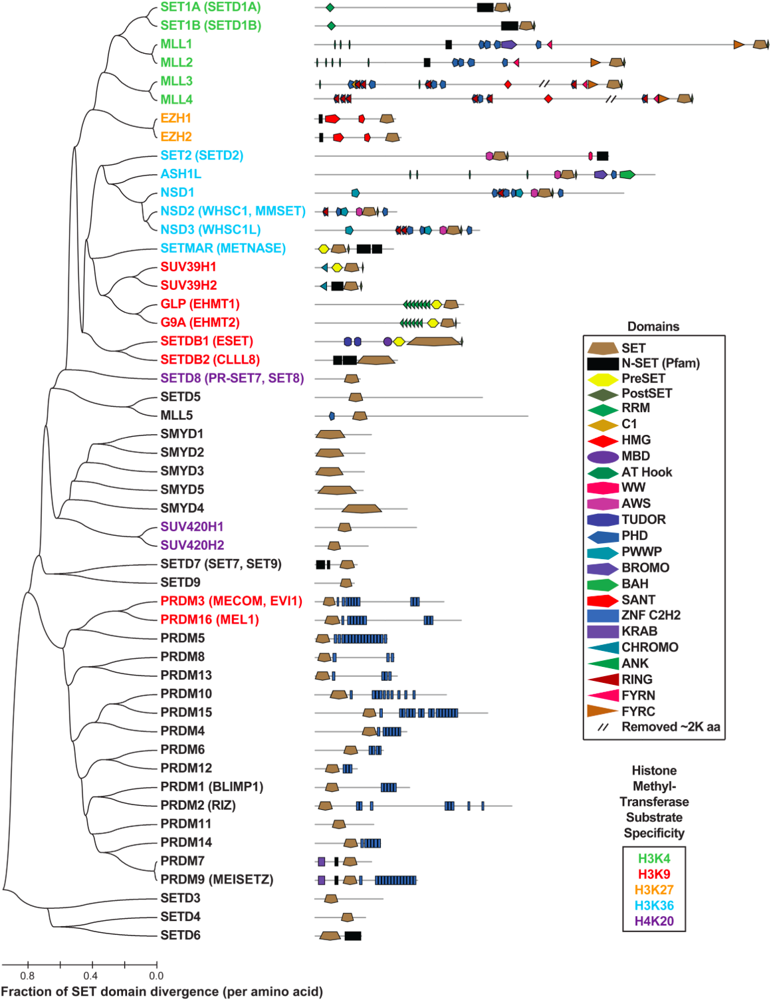 SET1A (SETD1A)
SET1B (SETD1B)
MLL1
MLL2
MLL3
MLL4
EZH1
EZH2
SET2 (SETD2)
ASH1L
NSD1
NSD2 (WHSC1, MMSET)
NSD3 (WHSC1L)
SETMAR (METNASE)
SUV39H1
SUV39H2
GLP (EHMT1)
G9A (EHMT2)
SETDB1 (ESET)
SETDB2 (CLLL8)
SETD8 (PR-SET7, SET8)
SETD5
MLL5
SMYD1
SMYD2
SMYD3
SMYD5
SMYD4
SUV420H1
SUV420H2
SETD7 (SET7, SET9)
SETD9
PRDM3 (MECOM, EVI1)
PRDM16 (MEL1)
PRDM5
PRDM8
PRDM13
PRDM10
PRDM15
PRDM4
PRDM6
PRDM12
PRDM1 (BLIMP1)
PRDM2 (RIZ)
PRDM11
PRDM14
PRDM7
PRDM9 (MEISETZ)
SETD3
SETD4
SETD6
0.8 0.4 0.0
Fraction of SET domain divergence (per amino acid)
Domains
SET
N-SET (Pfam)
PreSET
PostSET
RRM
C1
HMG
MBD
AT Hook
WW
AWS
TUDOR
PHD
PWWP
BROMO
BAH
SANT
ZNF C2H2
KRAB
CHROMO
ANK
RING
FYRN
FYRC
// Removed ~2K aa
Histone
Methyl-
Transferase
Substrate
Specificity
H3K4
H3K9
H3K27
H3K36
H4K20